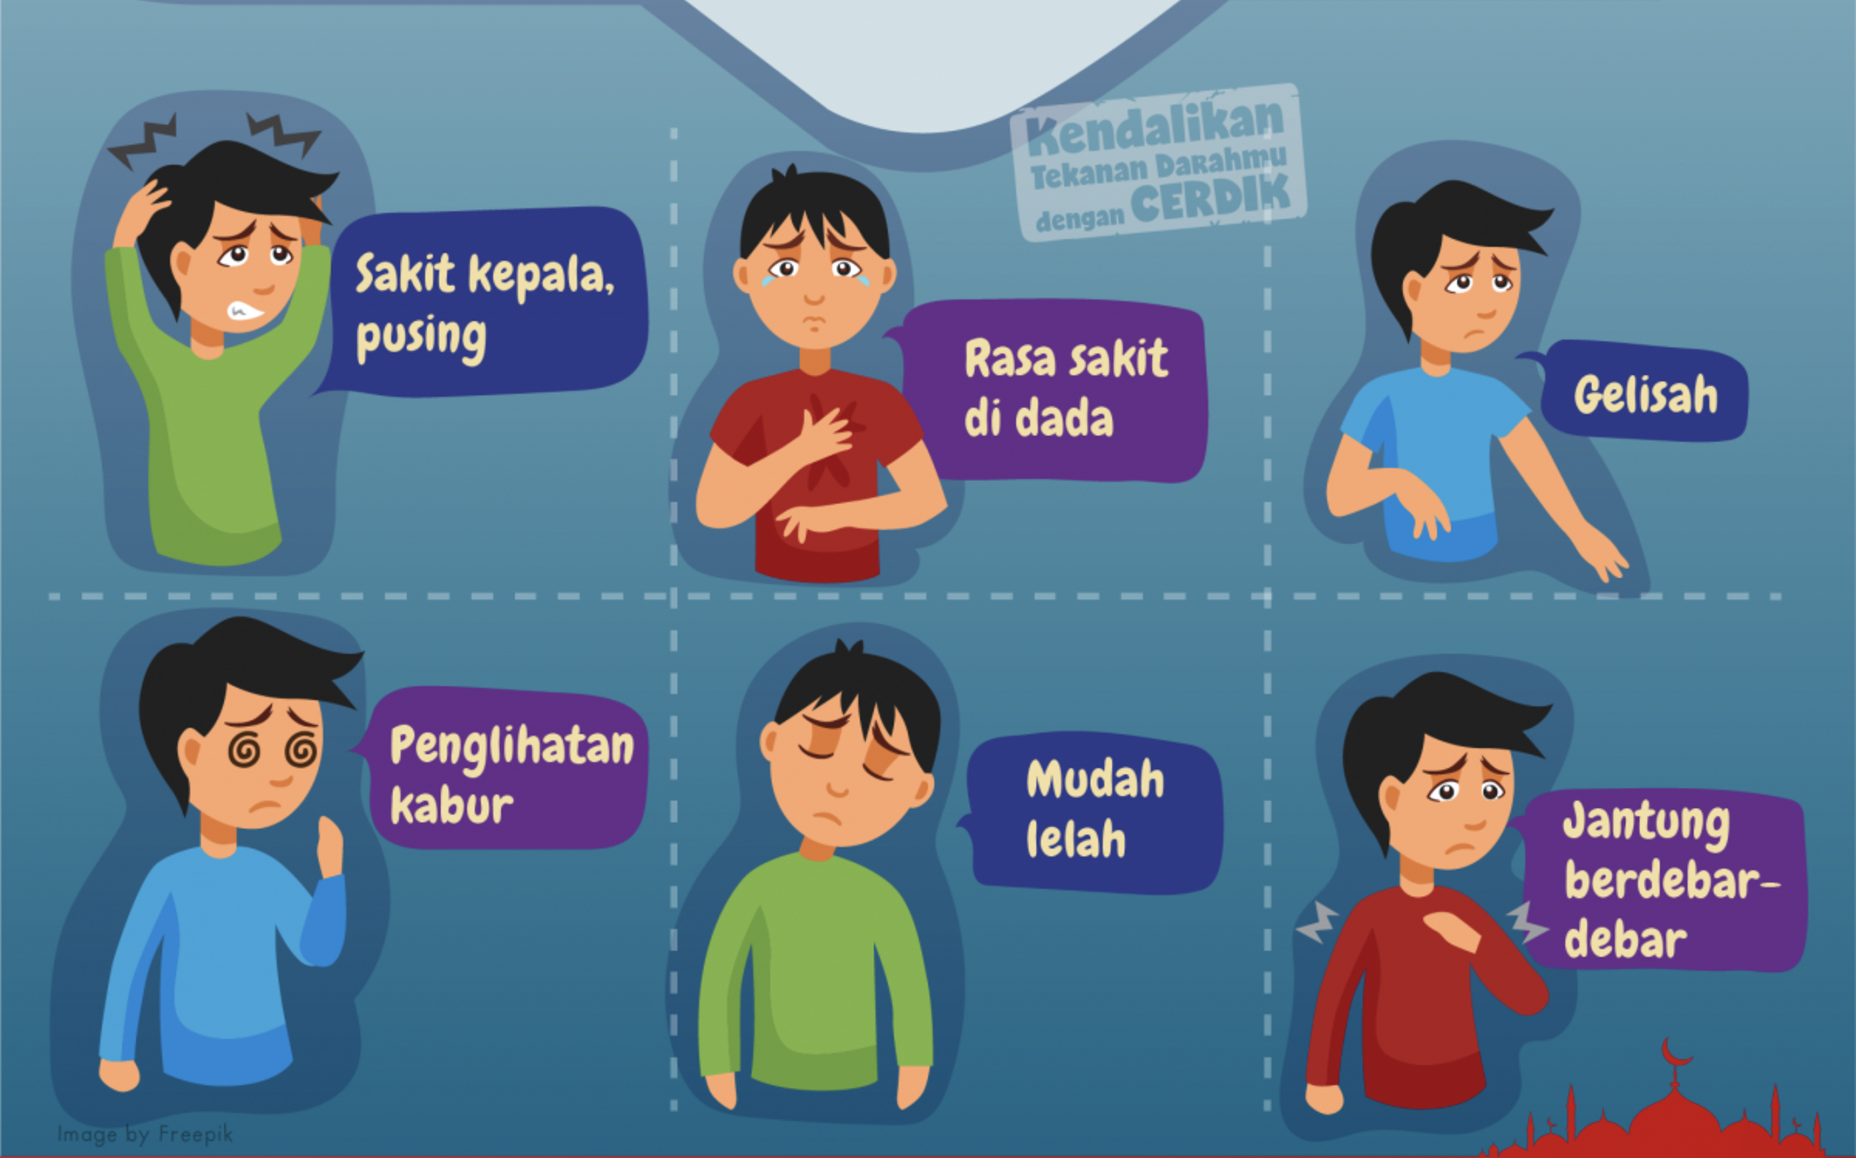 Kendalikan
Tekanan Darahmu
dengan CERDIK
Sakit kepala,
pusing
Rasa sakit
di dada
Gelisah
Penglihatan
kabur
Mudah
lelah
Jantung
berdebar-
debar
Image by Freepik